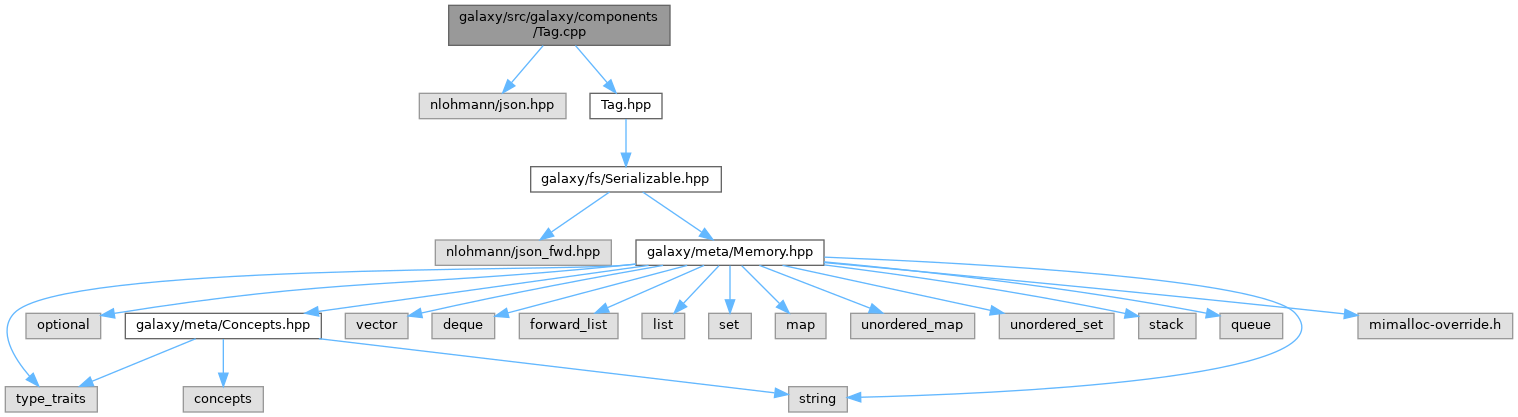 galaxy/src/galaxy/components
/Tag.cpp
nlohmann/json.hpp
Tag.hpp
galaxy/fs/Serializable.hpp
nlohmann/json_fwd.hpp
galaxy/meta/Memory.hpp
optional
galaxy/meta/Concepts.hpp
vector
deque
forward_list
list
set
map
unordered_map
unordered_set
stack
queue
mimalloc-override.h
type_traits
concepts
string